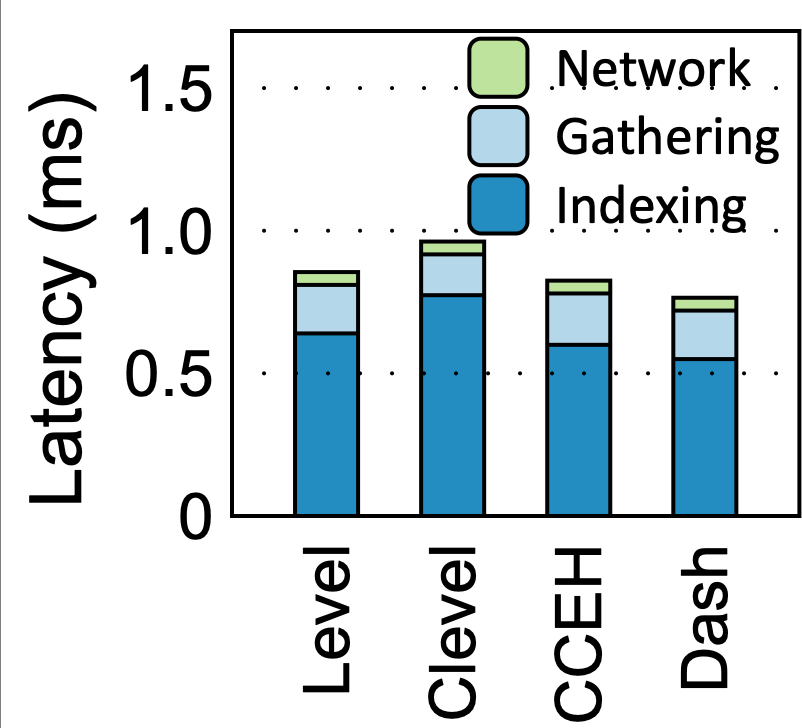 Latency (ms)
1.5
1.0
0.5
0
Network
Gathering
Indexing
Level
Clevel
CCEH
Dash